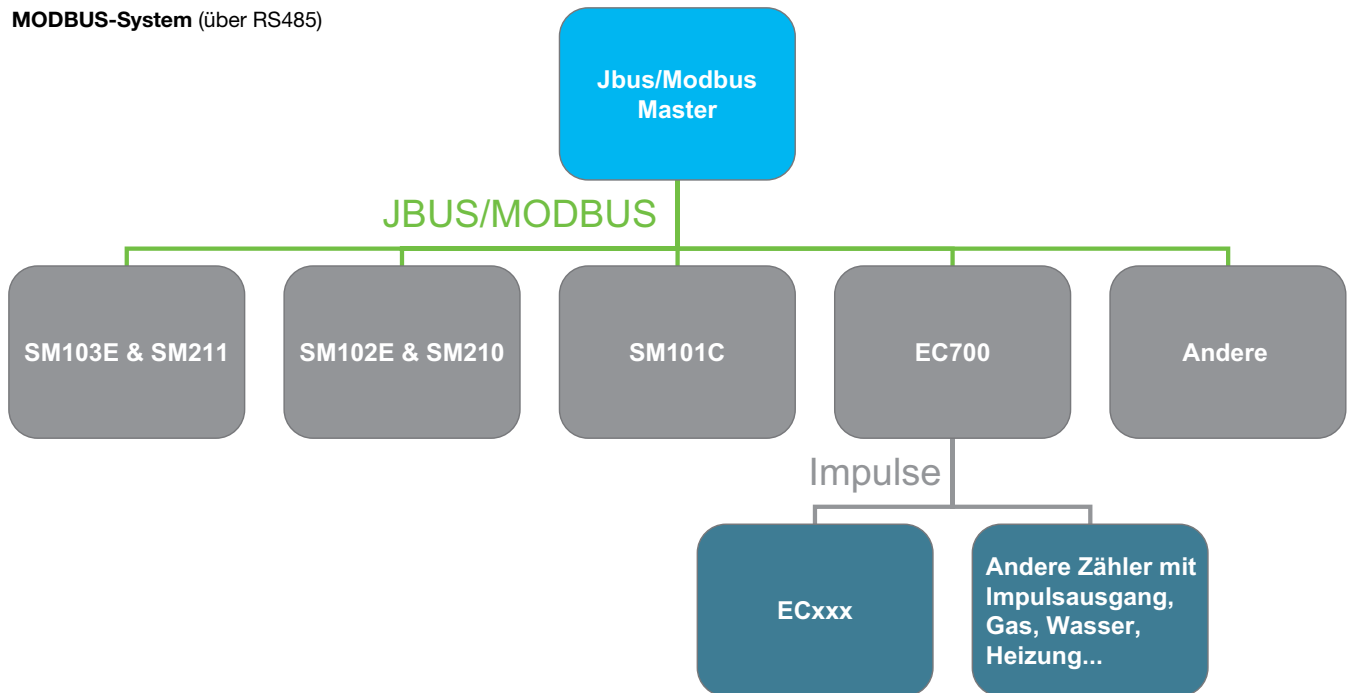 MODBUS-System (über RS485)
Jbus/Modbus
Master
JBUS/MODBUS
SM103E & SM211
SM102E & SM210
SM101C
EC700
Andere
Impulse
ECxxx
Andere Zähler mit
Impulsausgang,
Gas, Wasser,
Heizung...